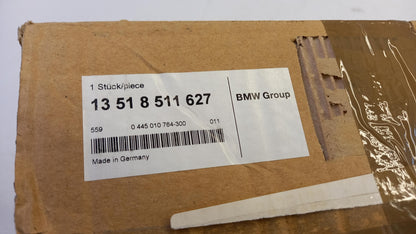 1 Stück/piece
13 51 8 511 627
BMW Group
559 0 445 010 764-300 011
Made in Germany